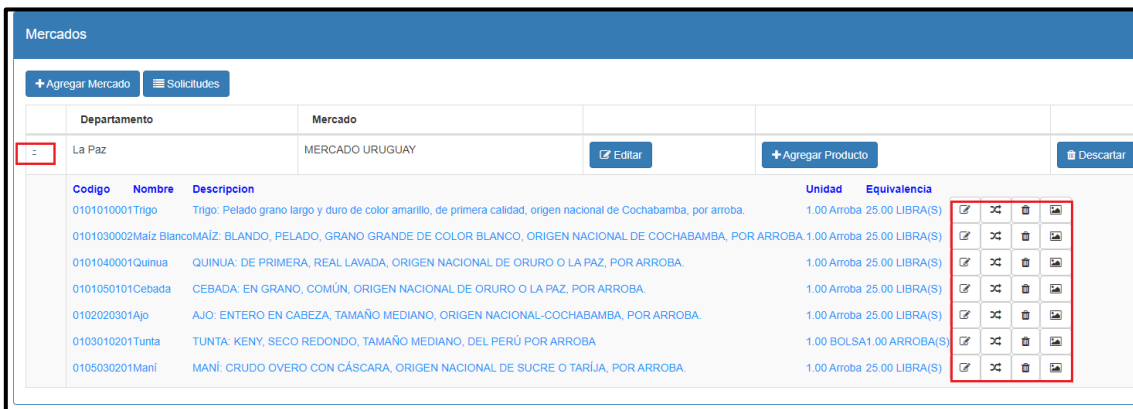 Mercados
Agregar Mercado Solicitudes
Departamento Mercado
La Paz MERCADO URUGUAY Editar Agregar Producto Descartar
Codigo Nombre Descripcion Unidad Equivalencia
0101010001Trigo Trigo: Pelado grano largo y duro de color amarillo, de primera calidad, origen nacional de Cochabamba, por arroba. 1.00 Arroba 25.00 LIBRA(S)
0101030002Maíz BlancoMAÍZ: BLANDO, PELADO, GRANO GRANDE DE COLOR BLANCO, ORIGEN NACIONAL DE COCHABAMBA, POR ARROBA.1.00 Arroba 25.00 LIBRA(S)
0101040001Quinua QUINUA: DE PRIMERA, REAL LAVADA, ORIGEN NACIONAL DE ORURO O LA PAZ, POR ARROBA. 1.00 Arroba 25.00 LIBRA(S)
0101050101Cebada CEBADA: EN GRANO, COMÚN, ORIGEN NACIONAL DE ORURO O LA PAZ, POR ARROBA. 1.00 Arroba 25.00 LIBRA(S)
0102020301Ajo AJO: ENTERO EN CABEZA, TAMAÑO MEDIANO, ORIGEN NACIONAL-COCHABAMBA, POR ARROBA. 1.00 Arroba 25.00 LIBRA(S)
0103010201Tunta TUNTA: KENY, SECO REDONDO, TAMAÑO MEDIANO, DEL PERÚ POR ARROBA 1.00 BOLSA1.00 ARROBA(S)
0105030201Maní MANÍ: CRUDO OVERO CON CÁSCARA, ORIGEN NACIONAL DE SUCRE O TARÍJA, POR ARROBA. 1.00 Arroba 25.00 LIBRA(S)